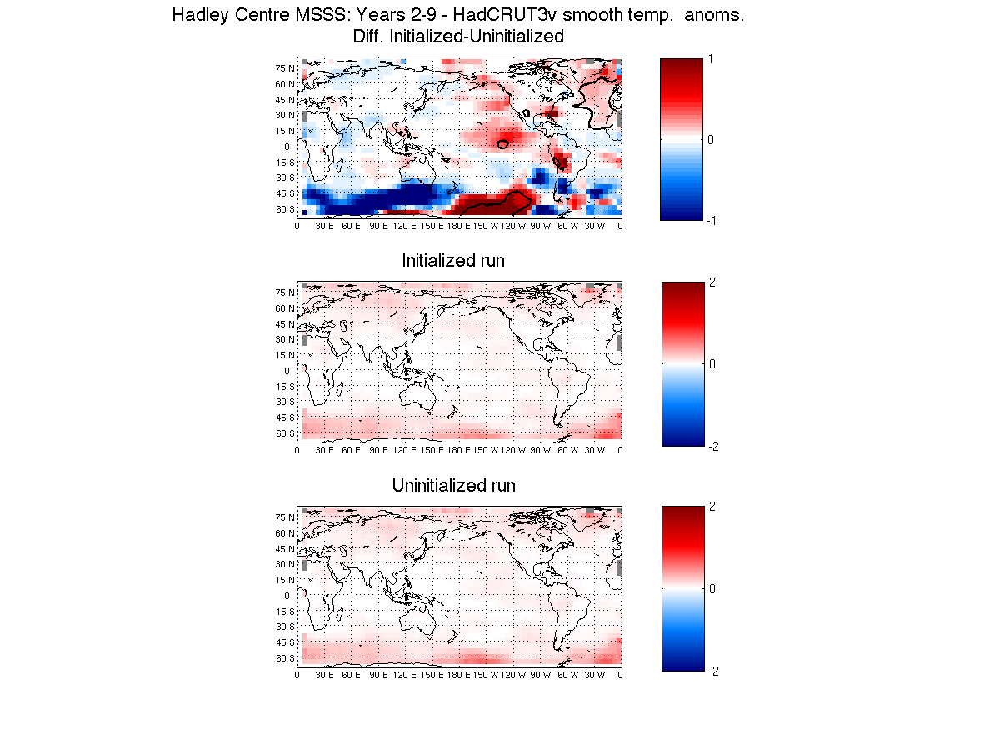 Hadley Centre MSSS: Years 2-9 - HadCRUT3v smooth temp.  anoms.
Diff. Initialized-Uninitialized
75 N
60 N
45 N
30 N
15 N
0
15 S
30 S
45 S
60 S
0 30 E 60 E 90 E 120 E 150 E 180 E 150 W 120 W 90 W 60 W 30 W 0
1
0
-1
Initialized run
75 N
60 N
45 N
30 N
15 N
0
15 S
30 S
45 S
60 S
0 30 E 60 E 90 E 120 E 150 E 180 E 150 W 120 W 90 W 60 W 30 W 0
2
0
-2
Uninitialized run
75 N
60 N
45 N
30 N
15 N
0
15 S
30 S
45 S
60 S
0 30 E 60 E 90 E 120 E 150 E 180 E 150 W 120 W 90 W 60 W 30 W 0
2
0
-2